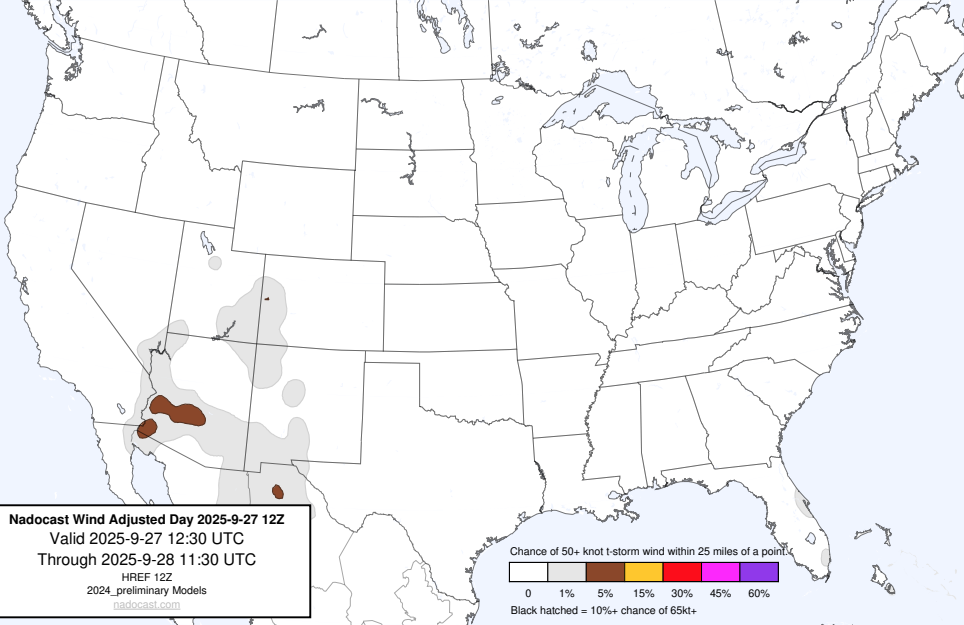 Nadocast Wind Adjusted Day 2025-9-27 12Z
Valid 2025-9-27 12:30 UTC
Through 2025-9-28 11:30 UTC
HREF 12Z
2024_preliminary Models
nadocast.com
Chance of 50+ knot t-storm wind within 25 miles of a point.
0 1% 5% 15% 30% 45% 60%
Black hatched = 10%+ chance of 65kt+